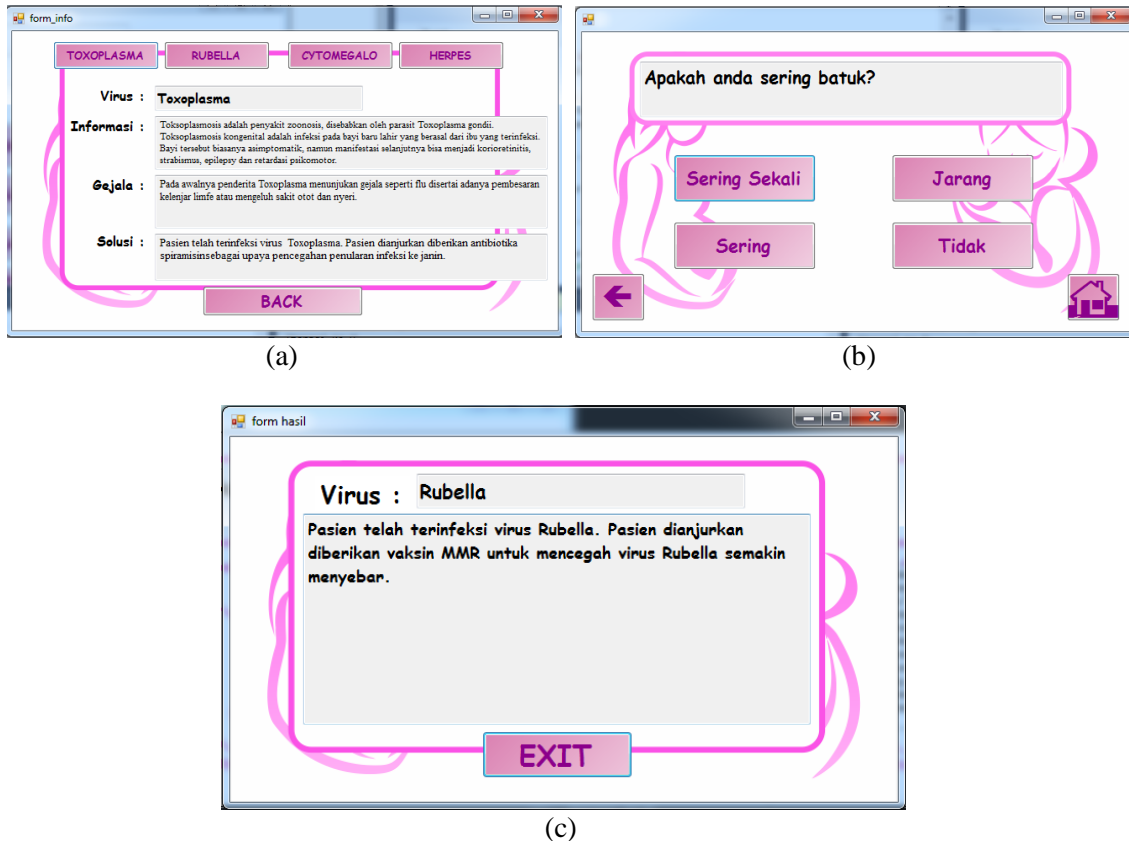 form_info
TOXOPLASMA RUBELLA CYTOMEGALO HERPES
Virus : Toxoplasma
Informasi : Toksoplasmosis adalah penyakit zoonosis, disebabkan oleh parasit Toxoplasma gondii.
Toksoplasmosis kongenital adalah infeksi pada bayi baru lahir yang berasal dari ibu yang terinfeksi.
Bayi tersebut biasanya asimptomatik, namun manifestasi selanjutnya bisa menjadi korioretinitis,
strabismus, epilepsy dan retardasi psikomotor.
Gejala : Pada awalnya penderita Toxoplasma menunjukan gejala seperti flu disertai adanya pembesaran
kelenjar limfe atau mengeluh sakit otot dan nyeri.
Solusi : Pasien telah terinfeksi virus Toxoplasma. Pasien dianjurkan diberikan antibiotika
spiramisinsebagai upaya pencegahan penularan infeksi ke janin.
BACK
(a)
Apakah anda sering batuk?
Sering Sekali Jarang
Sering Tidak
(b)
form hasil
Virus : Rubella
Pasien telah terinfeksi virus Rubella. Pasien dianjurkan
diberikan vaksin MMR untuk mencegah virus Rubella semakin
menyebar.
EXIT
(c)